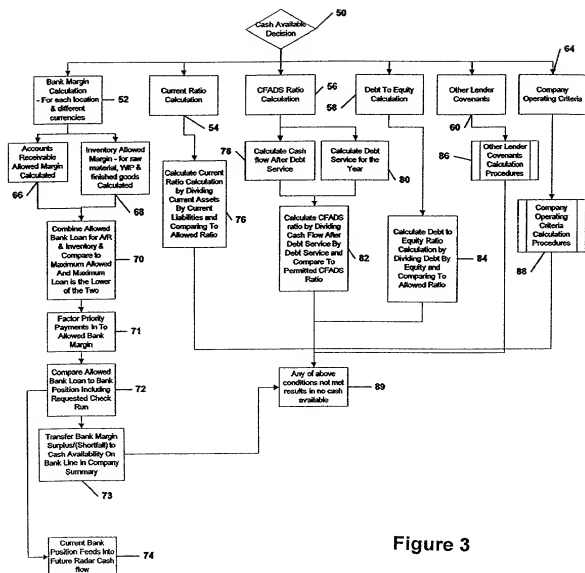 Cash Available
Decision
50
64
Bank Margin
Calculation
- For each location
& different
currencies
52
Current Ratio
Calculation
54
CFADS Ratio
Calculation
56
58
Debt To Equity
Calculation
Other Lender
Covenants
60
Company
Operating Criteria
Accounts
Receivable
Allowed Margin
Calculated
66
Inventory Allowed
Margin - for raw
material, WIP &
finished goods
Calculated
68
78
Calculate Cash
flow After Debt
Service
Calculate Debt
Service for the
Year
80
86
Other Lender
Covenants Calculation
Procedures
Calculate Current
Ratio Calculation by
Dividing
Current Assets
By Current
Liabilities and
Comparing To
Allowed Ratio
76
Company
Operating Criteria
Calculation
Procedures
88
Combine Allowed
Bank Loan for A/R
& Inventory &
Compare to
Maximum Allowed
And Maximum
Loan is the Lower
of the Two
70
Calculate CFADS
ratio by Dividing
Cash Flow After
Debt Service By
Debt Service and
Compare To
Permitted CFADS
Ratio
82
Calculate Debt to
Equity Ratio
Calculation by
Dividing Debt By
Equity and
Comparing To
Allowed Ratio
84
Factor Priority
Payments In To
Allowed Bank
Margin
71
Compare Allowed
Bank Loan to Bank
Position Including
Requested Check
Run
72
Any of above
conditions not met
results in no cash
available
89
Transfer Bank Margin
Surplus/(Shortfall) to
Cash Availability On
Bank Line in Company
Summary
73
Current Bank
Position Feeds Into
Future Radar Cash
flow
74
Figure 3